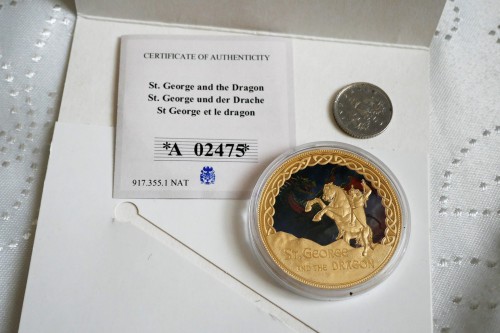 CERTIFICATE OF AUTHENTICITY
St. George and the Dragon
St. George und der Drache
St George et le dragon
*A 02475*
917.355.1 NAT
ST GEORGE
AND THE DRAGON